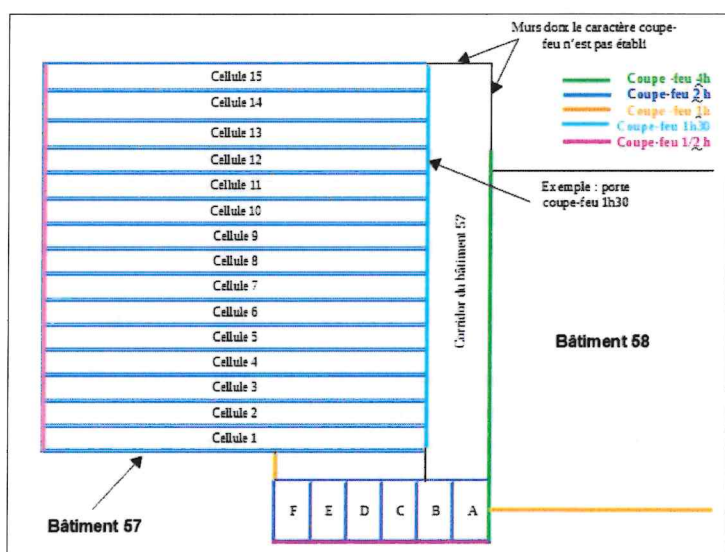 Murs dont le caractère coupe-
feu n'est pas établi
Coupe-feu 4h
Coupe-feu 2h
Coupe-feu 1h
Coupe-feu 1h30
Coupe-feu 1/2 h
Cellule 15
Cellule 14
Cellule 13
Cellule 12
Cellule 11
Cellule 10
Cellule 9
Cellule 8
Cellule 7
Cellule 6
Cellule 5
Cellule 4
Cellule 3
Cellule 2
Cellule 1
Corridor du bâtiment 57
Exemple : porte
coupe-feu 1h30
Bâtiment 58
F E D C B A
Bâtiment 57